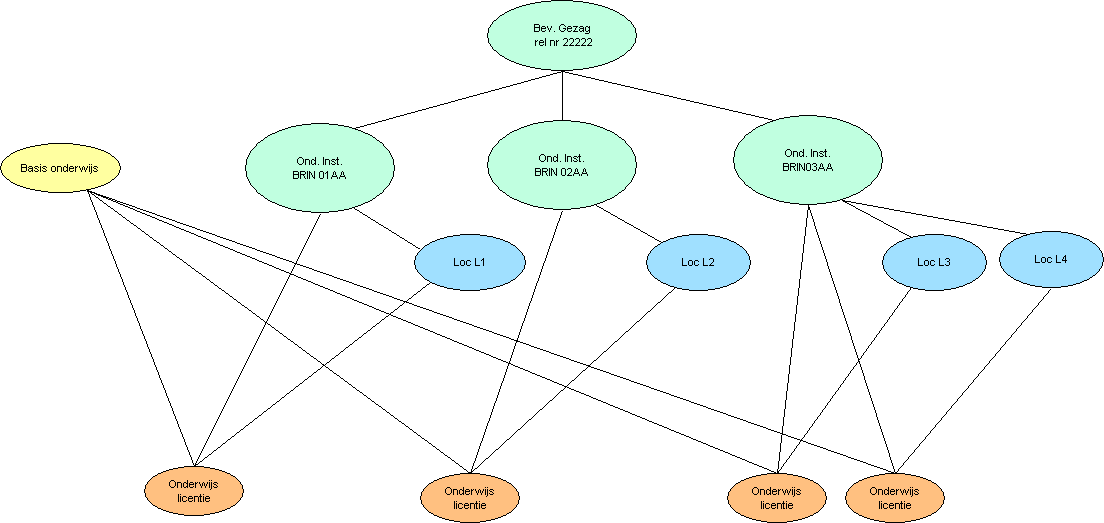 Bev. Gezag
rel nr 22222
Basis onderwijs
Ond. Inst.
BRIN 01AA
Ond. Inst.
BRIN 02AA
Ond. Inst.
BRIN03AA
Loc L1
Loc L2
Loc L3
Loc L4
Onderwijs
licentie
Onderwijs
licentie
Onderwijs
licentie
Onderwijs
licentie